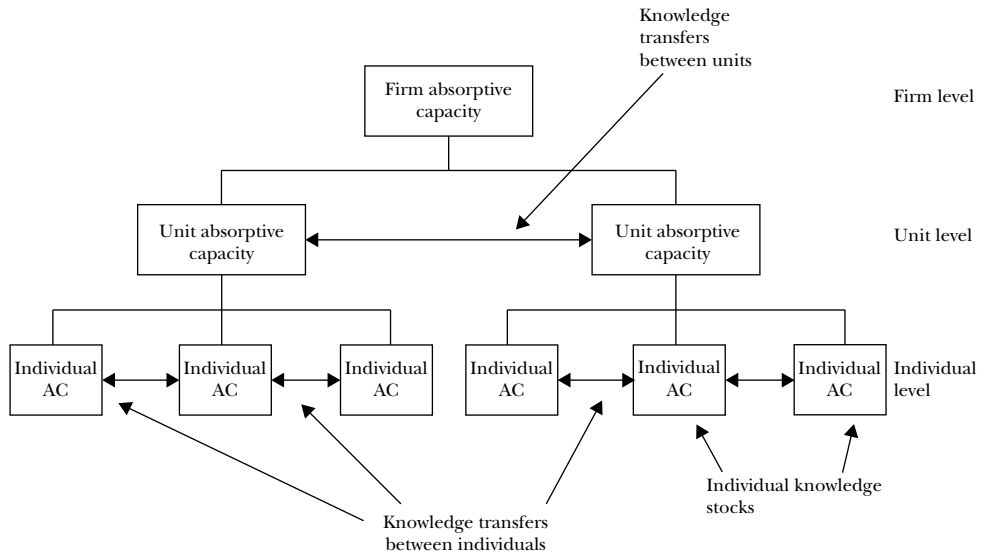 Knowledge
transfers
between units
Firm absorptive
capacity
Firm level
Unit absorptive
capacity
Unit absorptive
capacity
Unit level
Individual
AC
Individual
AC
Individual
AC
Individual
AC
Individual
AC
Individual
AC
Individual
level
Individual knowledge
stocks
Knowledge transfers
between individuals